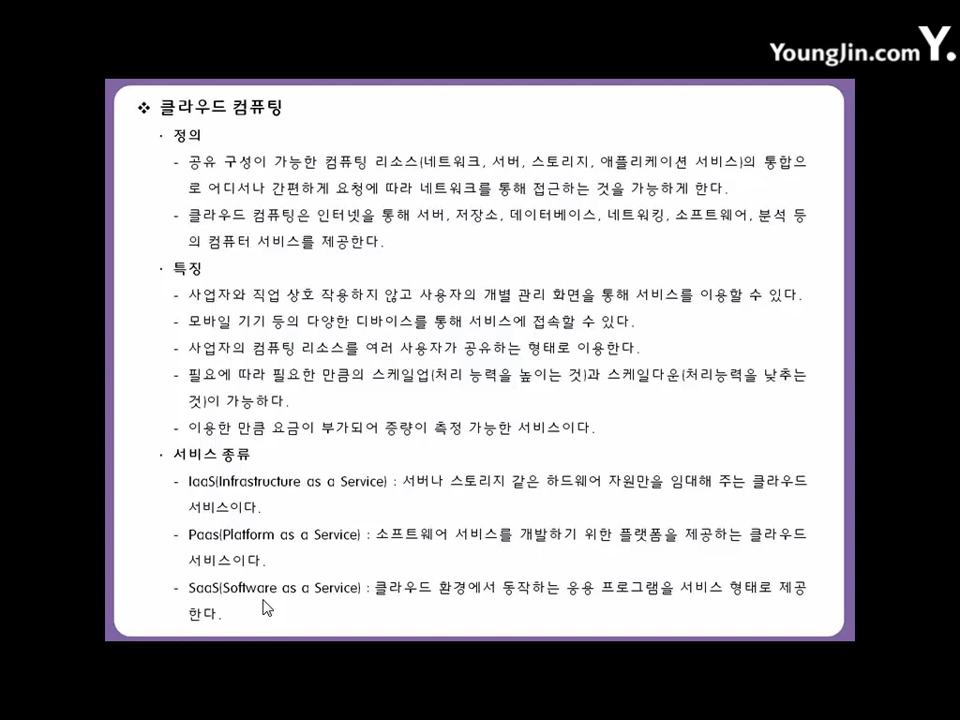 YoungJin.com Y.
❖ 클라우드 컴퓨팅
· 정의
- 공유 구성이 가능한 컴퓨팅 리소스(네트워크, 서버, 스토리지, 애플리케이션 서비스)의 통합으
로 어디서나 간편하게 요청에 따라 네트워크를 통해 접근하는 것을 가능하게 한다.
- 클라우드 컴퓨팅은 인터넷을 통해 서버, 저장소, 데이터베이스, 네트워킹, 소프트웨어, 분석 등
의 컴퓨터 서비스를 제공한다.
· 특징
- 사업자와 직업 상호 작용하지 않고 사용자의 개별 관리 화면을 통해 서비스를 이용할 수 있다.
- 모바일 기기 등의 다양한 디바이스를 통해 서비스에 접속할 수 있다.
- 사업자의 컴퓨팅 리소스를 여러 사용자가 공유하는 형태로 이용한다.
- 필요에 따라 필요한 만큼의 스케일업(처리 능력을 높이는 것)과 스케일다운(처리능력을 낮추는
것)이 가능하다.
- 이용한 만큼 요금이 부가되어 증량이 측정 가능한 서비스이다.
· 서비스 종류
- IaaS(Infrastructure as a Service) : 서버나 스토리지 같은 하드웨어 자원만을 임대해 주는 클라우드
서비스이다.
- Paas(Platform as a Service) : 소프트웨어 서비스를 개발하기 위한 플랫폼을 제공하는 클라우드
서비스이다.
- SaaS(Software as a Service) : 클라우드 환경에서 동작하는 응용 프로그램을 서비스 형태로 제공
한다.